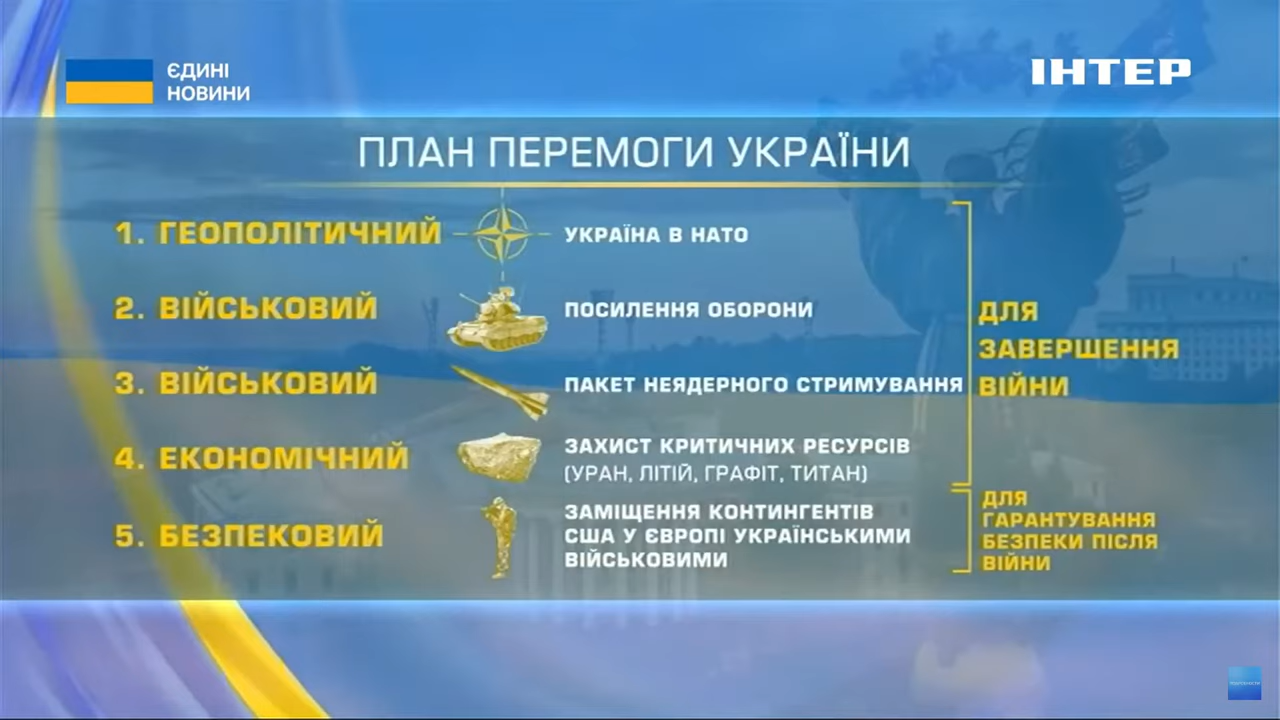 ЄДИНІ
НОВИНИ
ІНТЕР
ПЛАН ПЕРЕМОГИ УКРАЇНИ
1. ГЕОПОЛІТИЧНИЙ
УКРАЇНА В НАТО
2. ВІЙСЬКОВИЙ
ПОСИЛЕННЯ ОБОРОНИ
3. ВІЙСЬКОВИЙ
ПАКЕТ НЕЯДЕРНОГО СТРИМУВАННЯ
4. ЕКОНОМІЧНИЙ
ЗАХИСТ КРИТИЧНИХ РЕСУРСІВ
(УРАН, ЛІТІЙ, ГРАФІТ, ТИТАН)
ДЛЯ
ЗАВЕРШЕННЯ
ВІЙНИ
5. БЕЗПЕКОВИЙ
ЗАМІЩЕННЯ КОНТИНГЕНТІВ
США У ЄВРОПІ УКРАЇНСЬКИМИ
ВІЙСЬКОВИМИ
ДЛЯ
ГАРАНТУВАННЯ
БЕЗПЕКИ ПІСЛЯ
ВІЙНИ